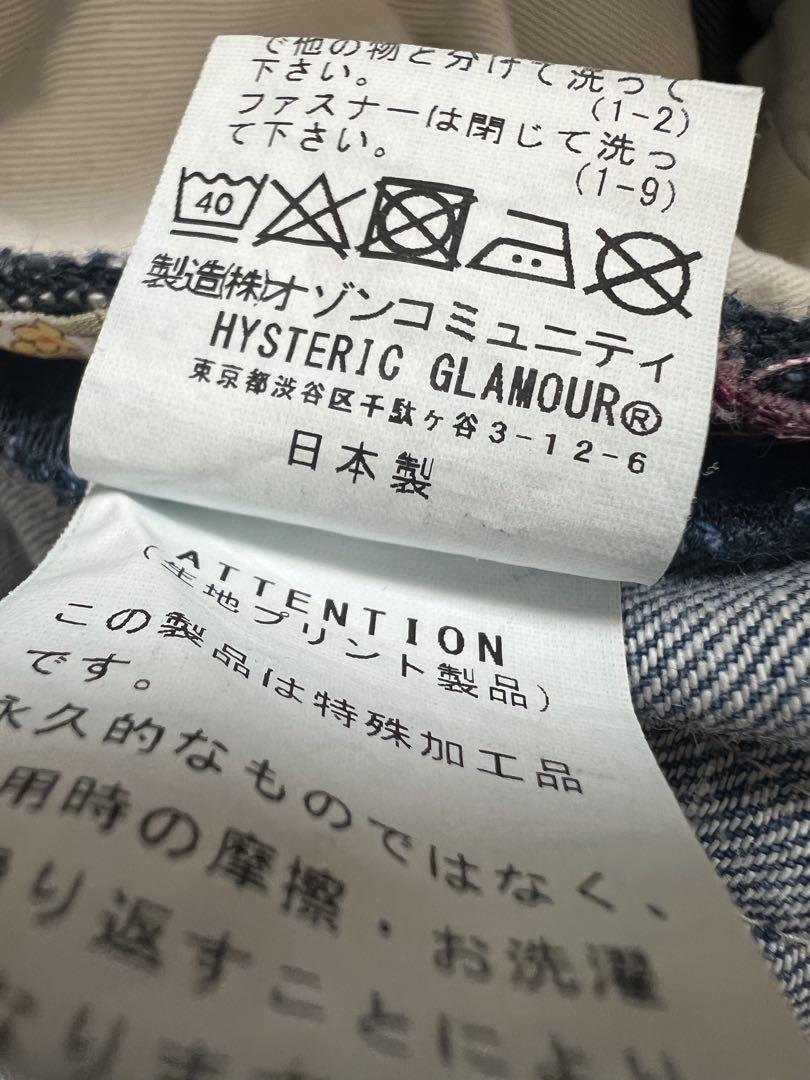 で他の物と分けて洗って
下さい。
(1-2)
ファスナーは閉じて洗っ
て下さい。
(1-9)
40
製造(株)オゾンコミュニティ
HYSTERIC GLAMOUR®
東京都渋谷区千駄ヶ谷3-12-6
日本製
ATTENTION
(生地プリント製品)
この製品は特殊加工品
です。
永久的なものではなく、
用時の摩擦・お洗濯
り返すことにより
なります